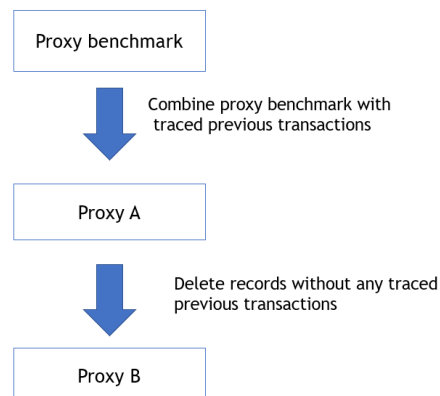 Proxy benchmark
Combine proxy benchmark with
traced previous transactions
Proxy A
Delete records without any traced
previous transactions
Proxy B